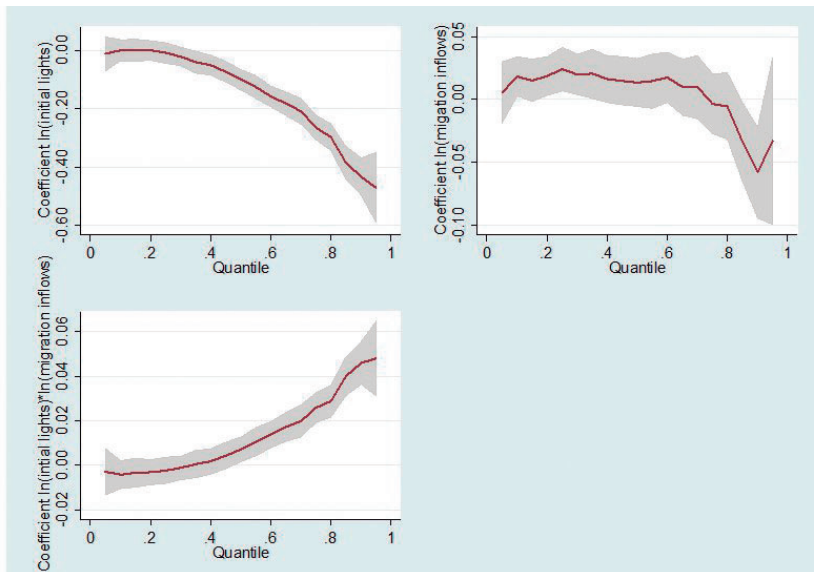 Coefficient ln(initial lights)
0.00
-0.20
-0.40
-0.60
0 .2 .4 .6 .8 1
Quantile
Coefficient ln(migation inflows)
0.05
0.00
-0.05
-0.10
0 .2 .4 .6 .8 1
Quantile
Coefficient ln(intial lights)*ln(migration inflows)
0.06
0.04
0.02
0.00
-0.02
0 .2 .4 .6 .8 1
Quantile